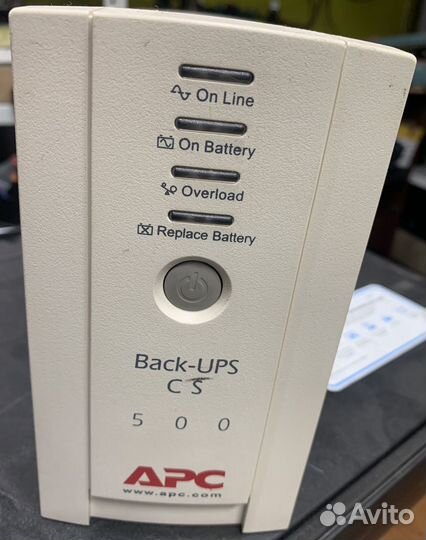 On Line
On Battery
Overload
Replace Battery
Back-UPS
CS
500
APC
www.apc.com
Avito